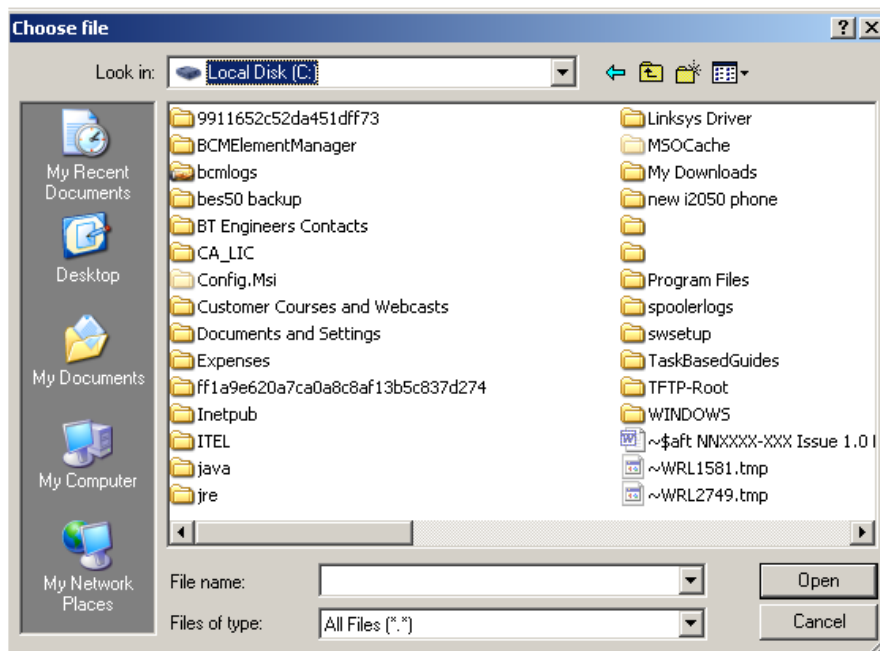 Choose file
Look in:
Local Disk (C:)
My Recent
Documents
Desktop
My Documents
My Computer
My Network
Places
9911652c52da451dff73
BCMElementManager
bcmlogs
bes50 backup
BT Engineers Contacts
CA_LIC
Config.Msi
Customer Courses and Webcasts
Documents and Settings
Expenses
ff1a9e620a7ca0a8c8af13b5c837d274
Inetpub
ITEL
java
jre
Linksys Driver
MSOCache
My Downloads
new i2050 phone
Program Files
spoolerlogs
swsetup
TaskBasedGuides
TFTP-Root
WINDOWS
~$aft NNXXXX-XXX Issue 1.0
~WRL1581.tmp
~WRL2749.tmp
File name:
Open
Files of type:
All Files (*.*)
Cancel